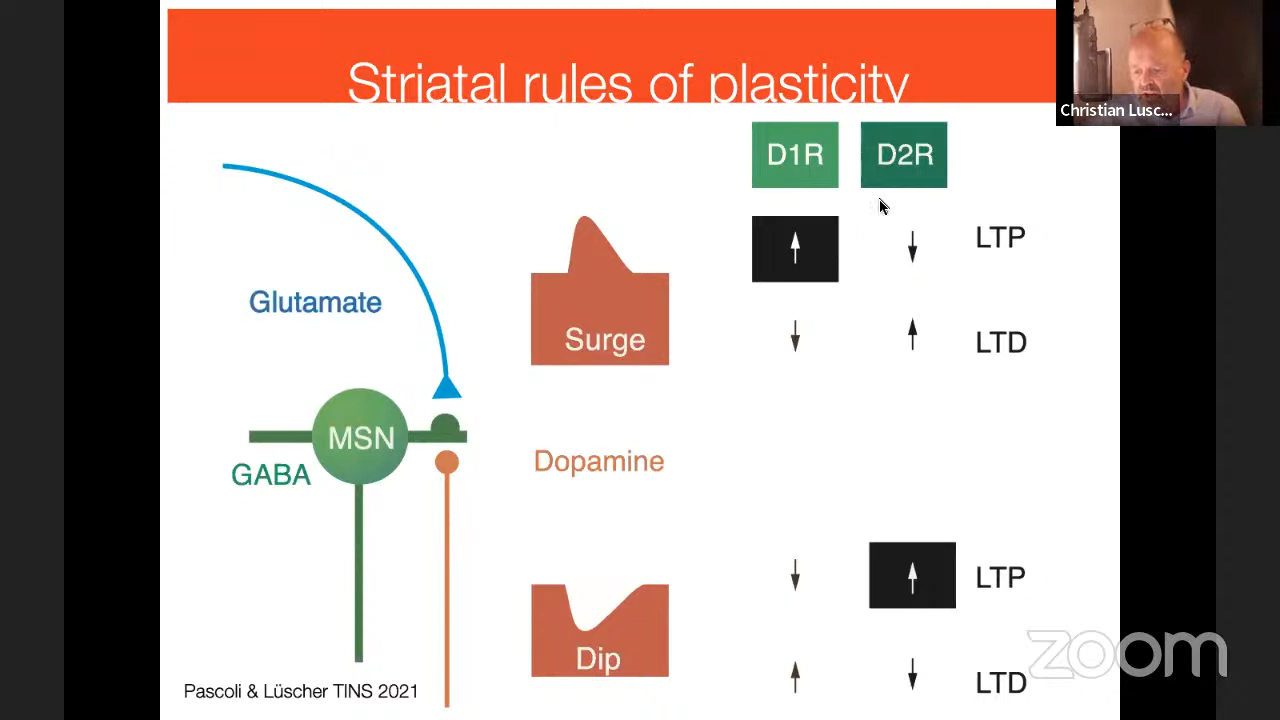 Striatal rules of plasticity
Christian Lusc...
D1R
D2R
LTP
Glutamate
Surge
LTD
MSN
GABA
Dopamine
LTP
Dip
LTD
zoom
Pascoli & Lüscher TINS 2021